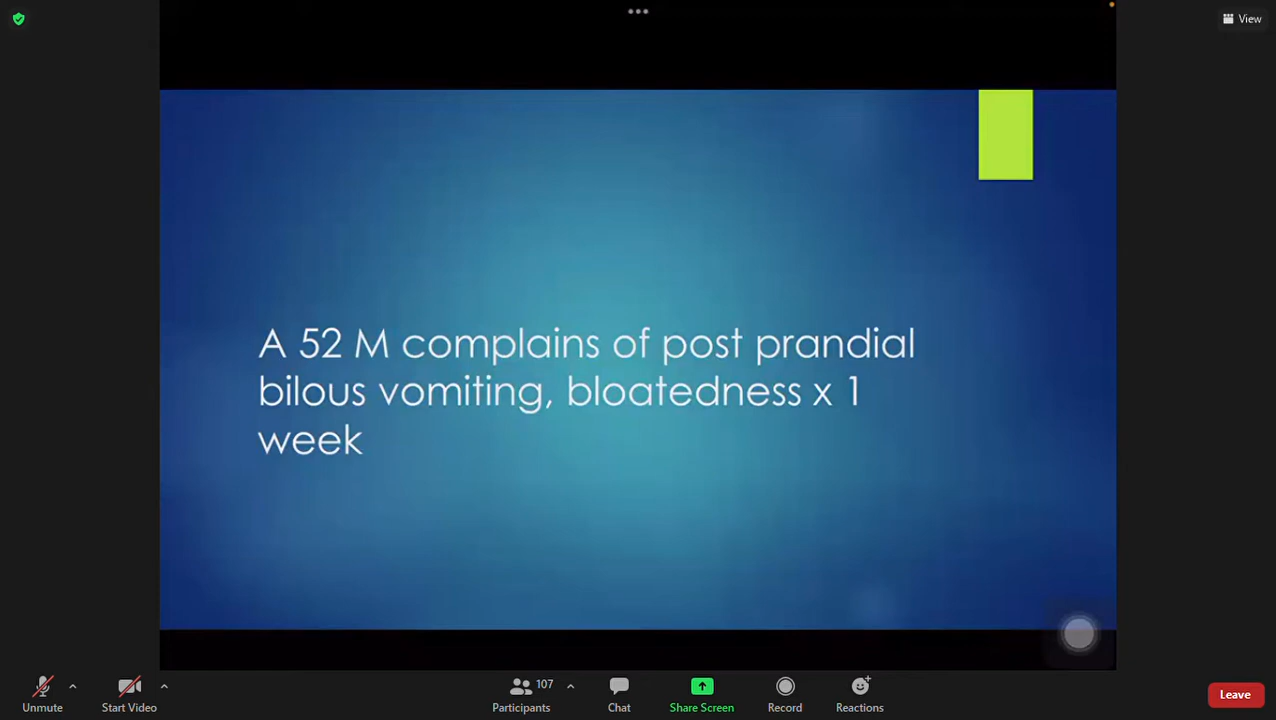 View
A 52 M complains of post prandial
bilous vomiting, bloatedness x 1
week
107
Unmute
Start Video
Participants
Chat
Share Screen
Record
Reactions
Leave